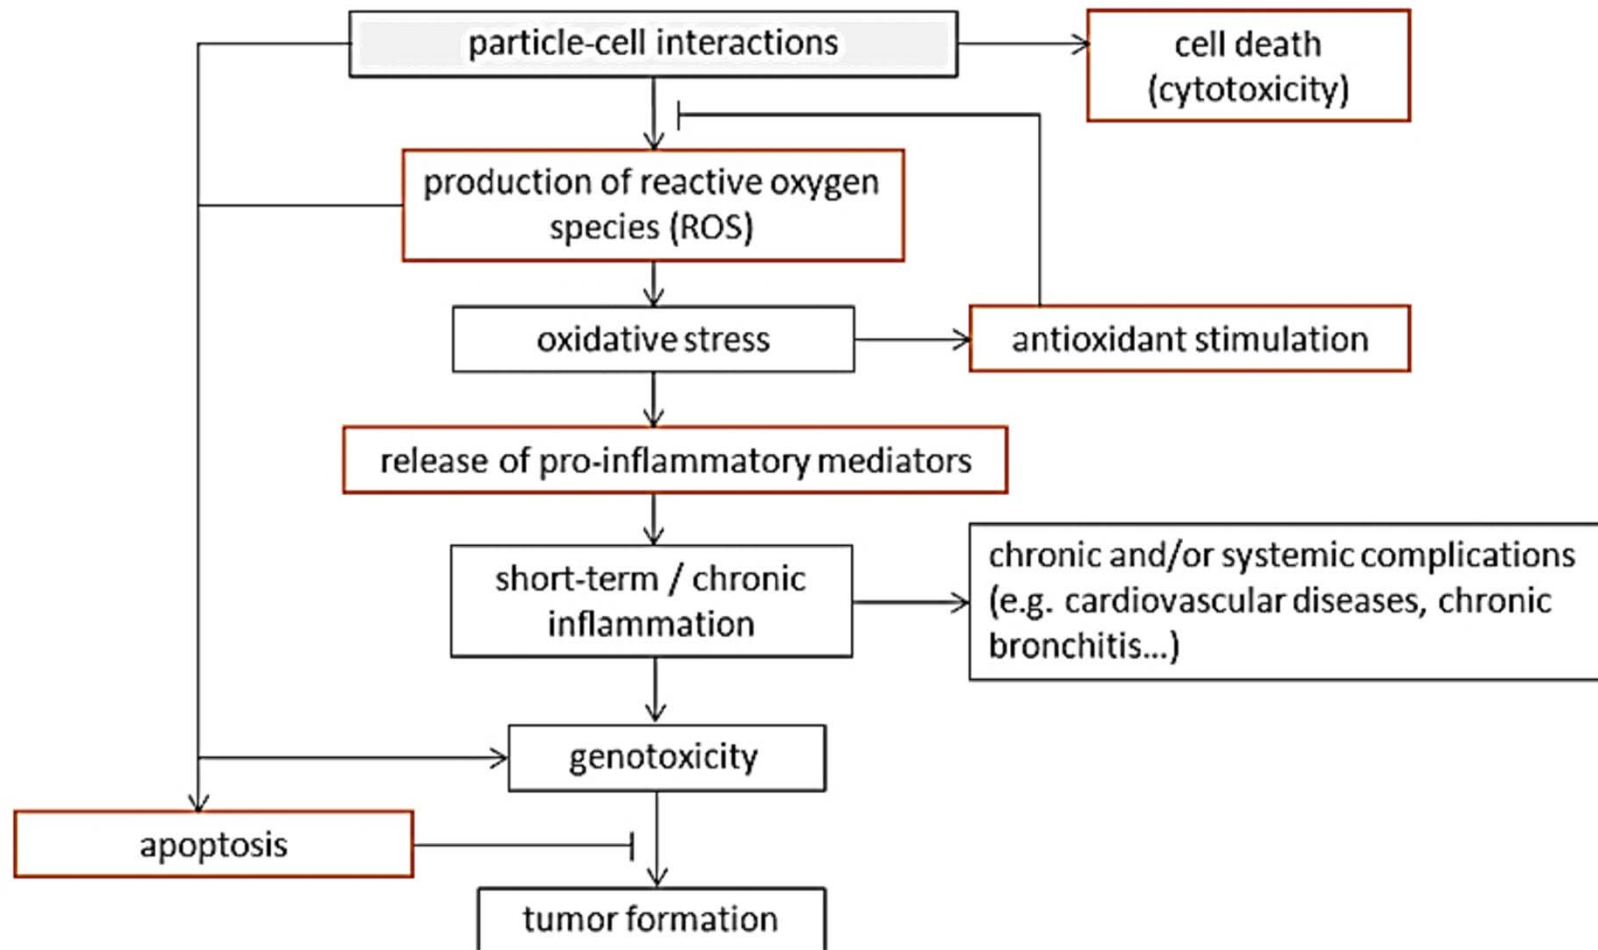 particle-cell interactions
cell death
(cytotoxicity)
production of reactive oxygen
species (ROS)
oxidative stress
antioxidant stimulation
release of pro-inflammatory mediators
short-term / chronic
inflammation
chronic and/or systemic complications
(e.g. cardiovascular diseases, chronic
bronchitis...)
genotoxicity
apoptosis
tumor formation